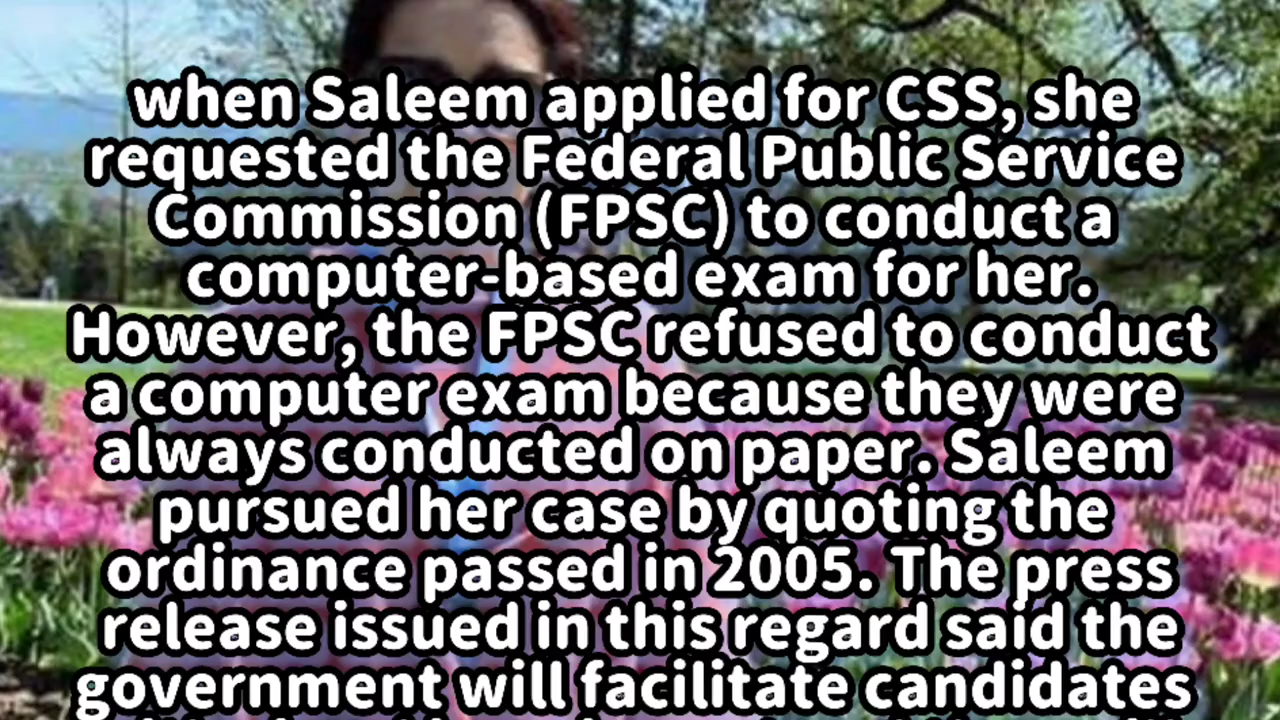 when Saleem applied for CSS, she
requested the Federal Public Service
Commission (FPSC) to conduct a
computer-based exam for her.
However, the FPSC refused to conduct
a computer exam because they were
always conducted on paper. Saleem
pursued her case by quoting the
ordinance passed in 2005. The press
release issued in this regard said the
government will facilitate candidates